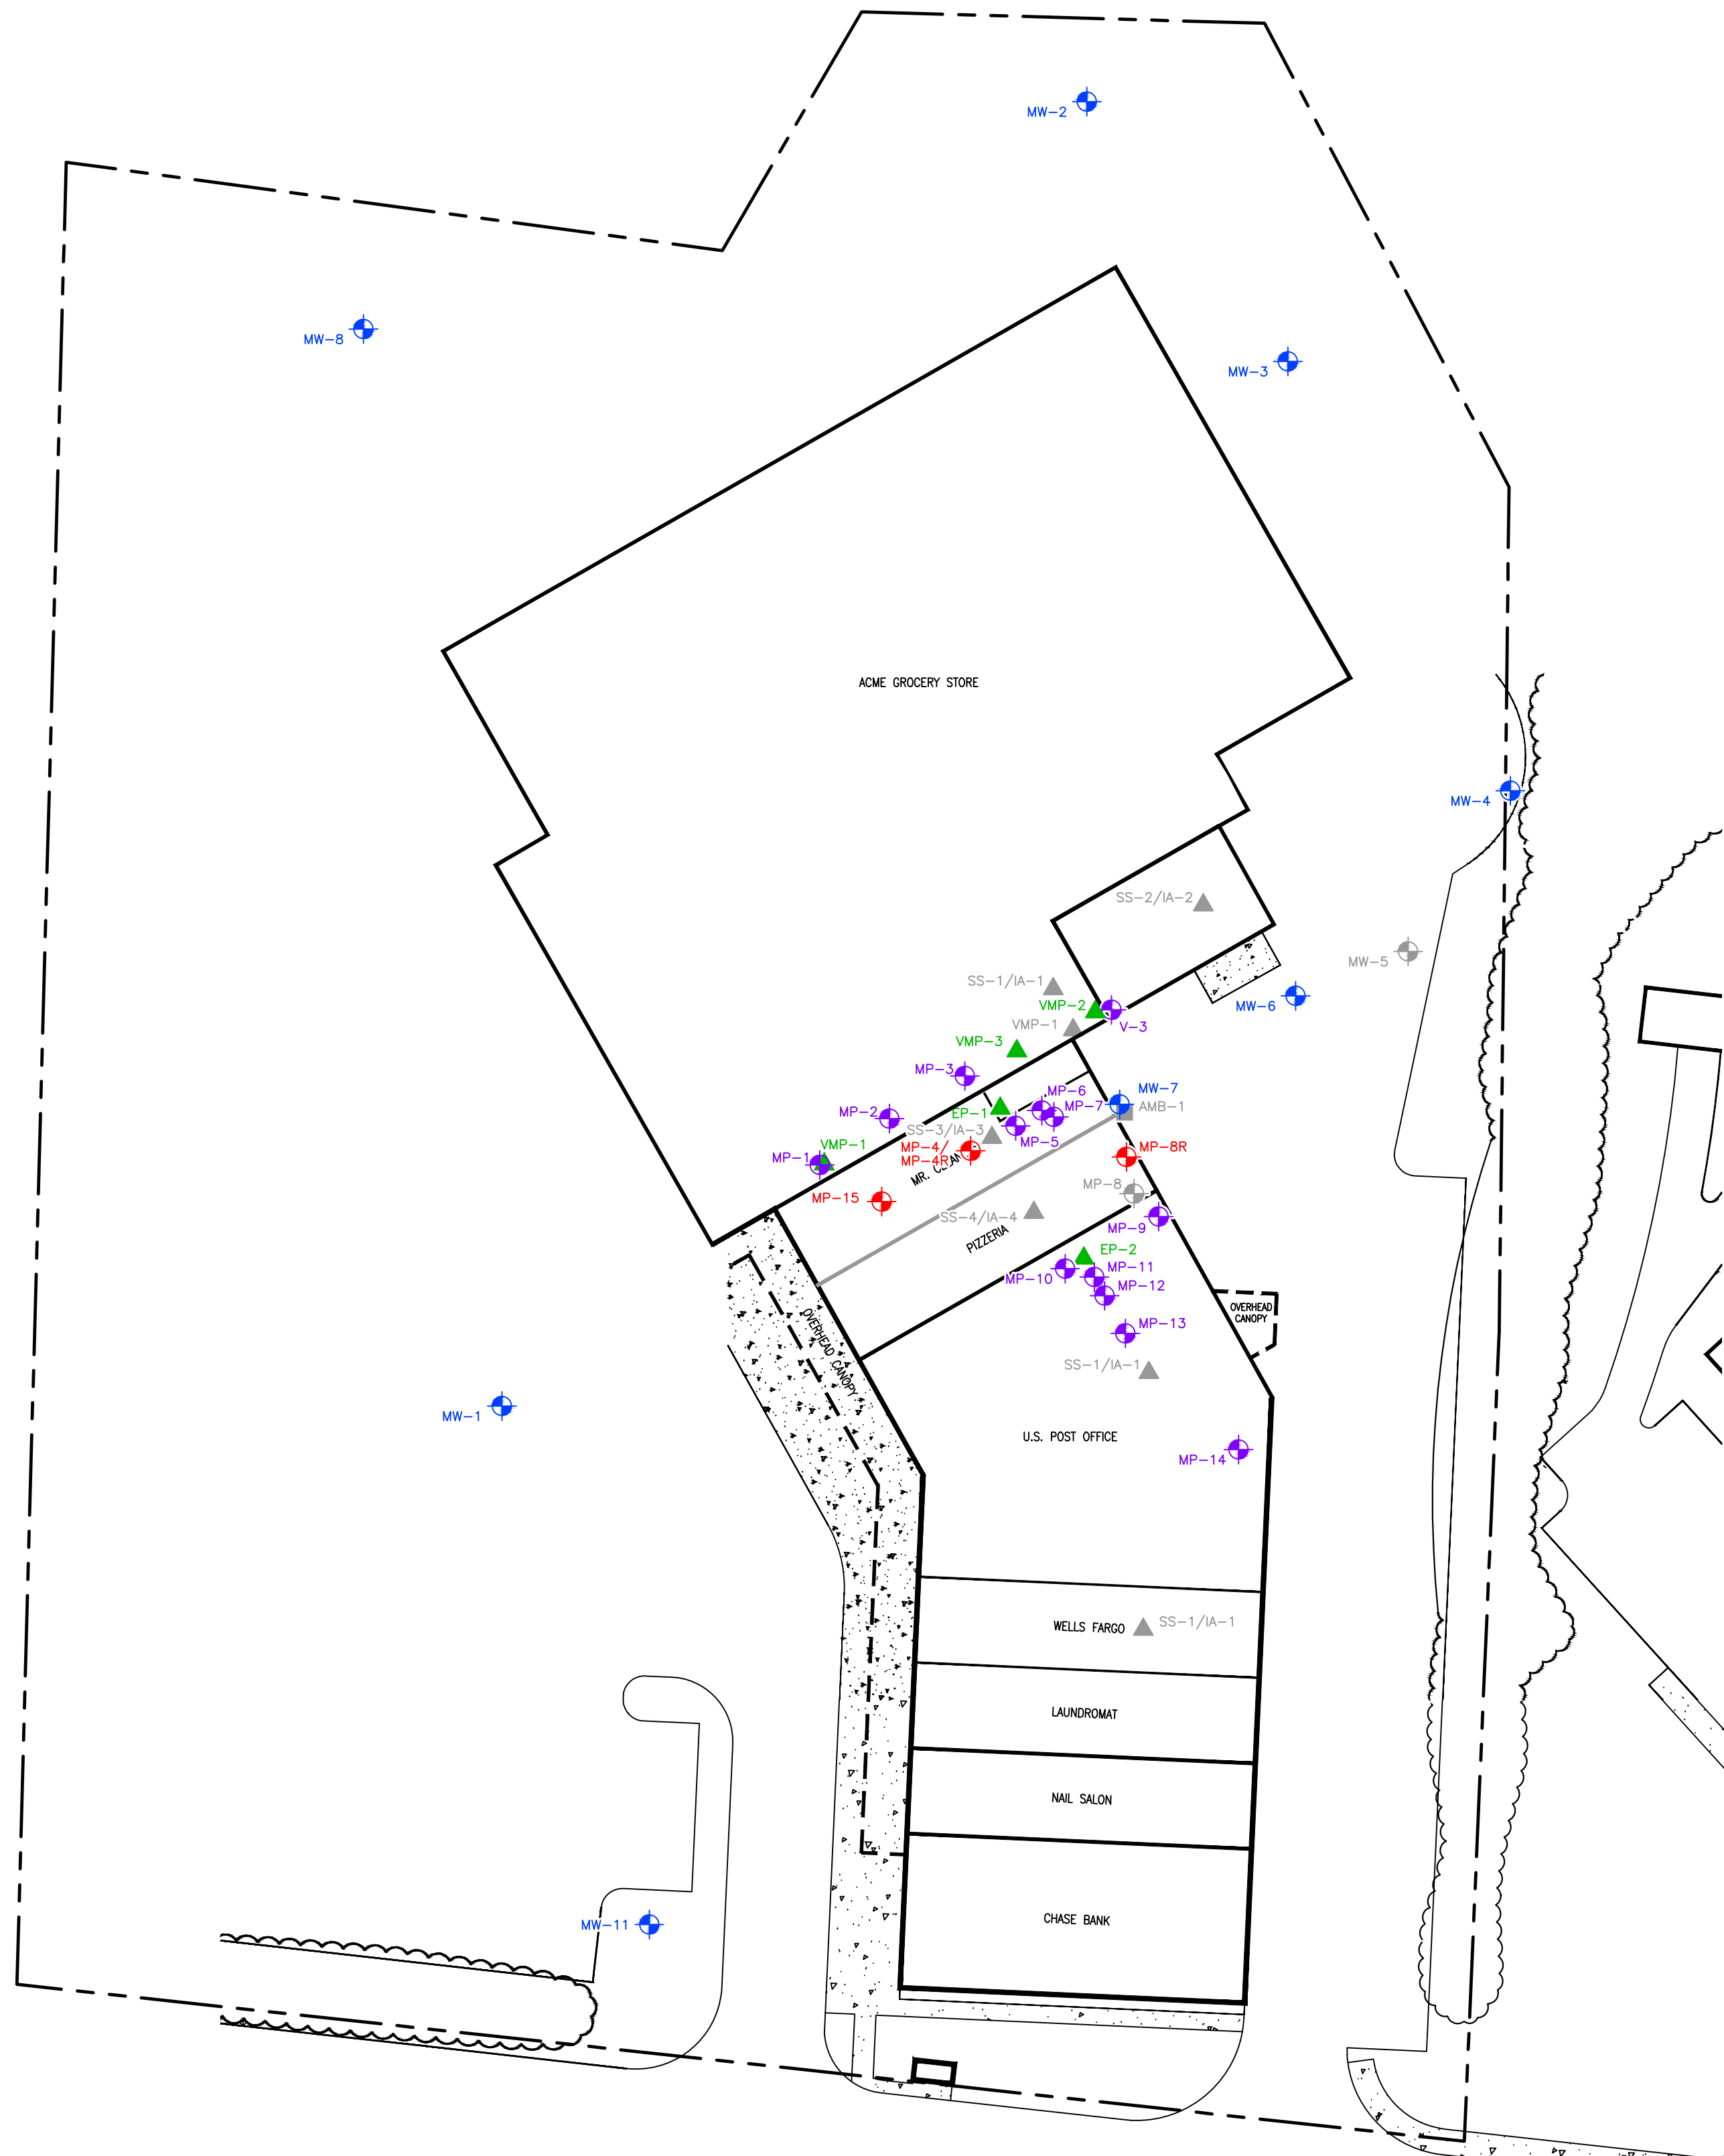 MW-2
MW-8
MW-3
ACME GROCERY STORE
MW-4
SS-2/IA-2
MW-5
SS-1/IA-1
VMP-2
MW-6
VMP-1
V-3
VMP-3
MP-3
MP-6
MW-7
MP-2
EP-1
MP-7
AMB-1
SS-3/IA-3
MP-5
VMP-1
MP-4/
MP-8R
MP-1
MP-4R
MR.
MP-8
MP-15
SS-4/IA-4
MP-9
PIZZERIA
EP-2
MP-10
MP-11
MP-12
OVERHEAD
CANOPY
OVERHEAD CANOPY
MP-13
SS-1/IA-1
MW-1
U.S. POST OFFICE
MP-14
WELLS FARGO
SS-1/IA-1
LAUNDROMAT
NAIL SALON
CHASE BANK
MW-11